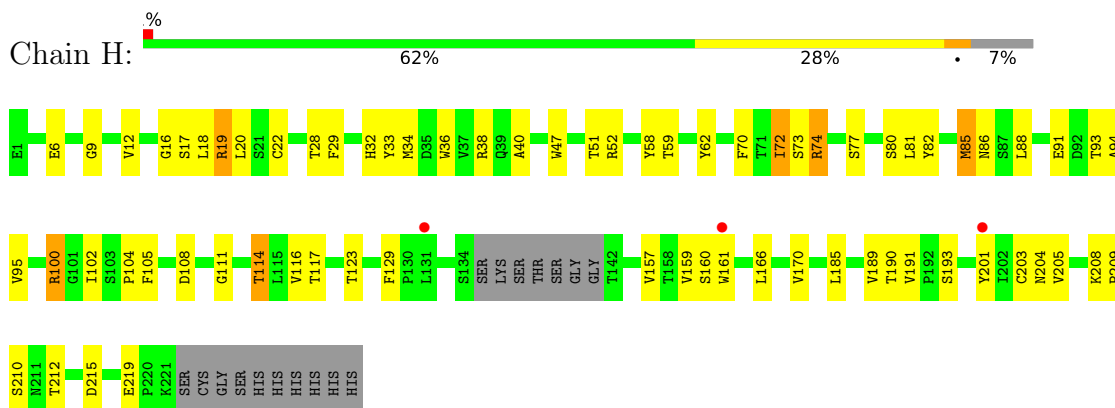 %
Chain H:
62% 28% • 7%
E1 E6 G9 V12 G16 S17 L18 R19 L20 S21 C22 T28 F29 H32 Y33 M34 D35 W36 V37 R38 Q39 A40 W47 T51 R52 Y58 T59 Y62 F70 T71 I72 S73 R74 S77 S80 L81 Y82 M85 N86 S87 L88 E91 D92 T93 A94
V95 R100 G101 I102 S103 P104 F105 D108 G111 T114 L115 V116 T117 T123 F129 P130 L131 S134 SER LYS SER THR SER GLY GLY T142 V157 T158 V159 S160 W161 L166 V170 L185 V189 T190 V191 P192 S193 Y201 I202 C203 N204 V205 K208
S210 N211 T212 D215 E219 P220 K221 SER CYS GLY SER HIS HIS HIS HIS HIS HIS